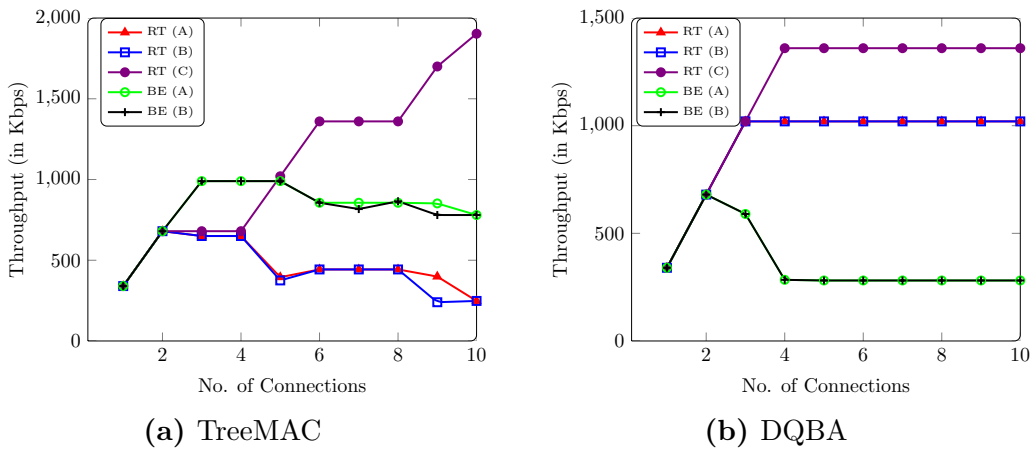 2,000
1,500
1,000
500
0
Throughput (in Kbps)
RT (A)
RT (B)
RT (C)
BE (A)
BE (B)
2 4 6 8 10
No. of Connections
(a) TreeMAC
1,500
1,000
500
0
Throughput (in Kbps)
RT (A)
RT (B)
RT (C)
BE (A)
BE (B)
2 4 6 8 10
No. of Connections
(b) DQBA